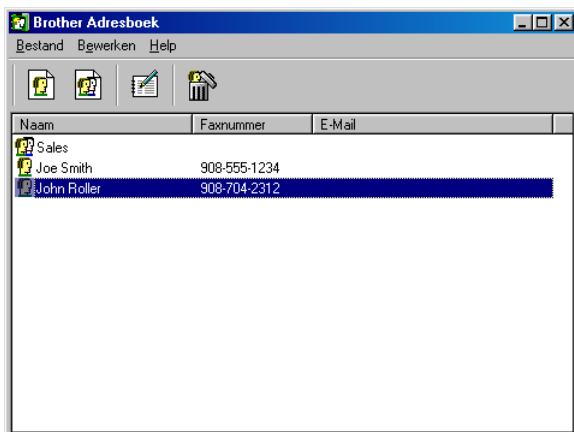 Brother Adresboek
Bestand Bewerken Help
Naam Faxnummer E-Mail
Sales
Joe Smith 908-555-1234
John Roller 908-704-2312